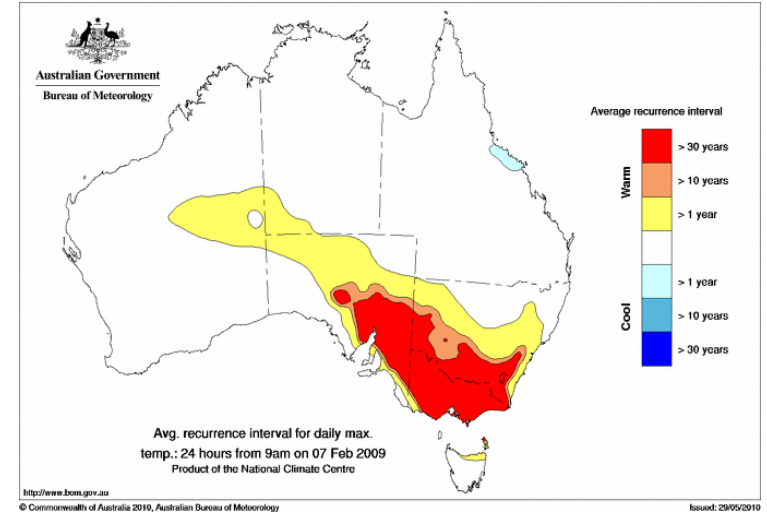 Australian Government
Bureau of Meteorology
Average recurrence interval
Warm
> 30 years
> 10 years
> 1 year
Cool
> 1 year
> 10 years
> 30 years
Avg. recurrence interval for daily max.
temp.: 24 hours from 9am on 07 Feb 2009
Product of the National Climate Centre
http://www.bom.gov.au
© Commonwealth of Australia 2010, Australian Bureau of Meteorology
Issued: 29/05/2010